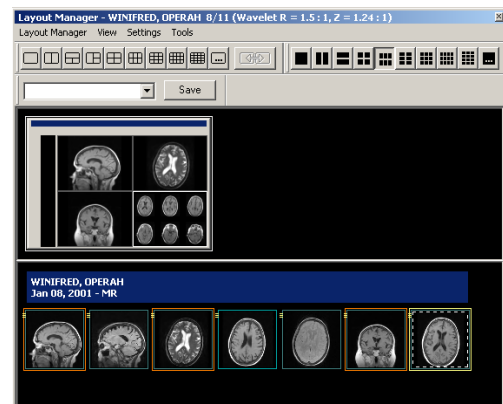 Layout Manager - WINIFRED, OPERAH 8/11 (Wavelet R = 1.5 : 1, Z = 1.24 : 1)
Layout Manager View Settings Tools
...
...
Save
WINIFRED, OPERAH
Jan 08, 2001 - MR